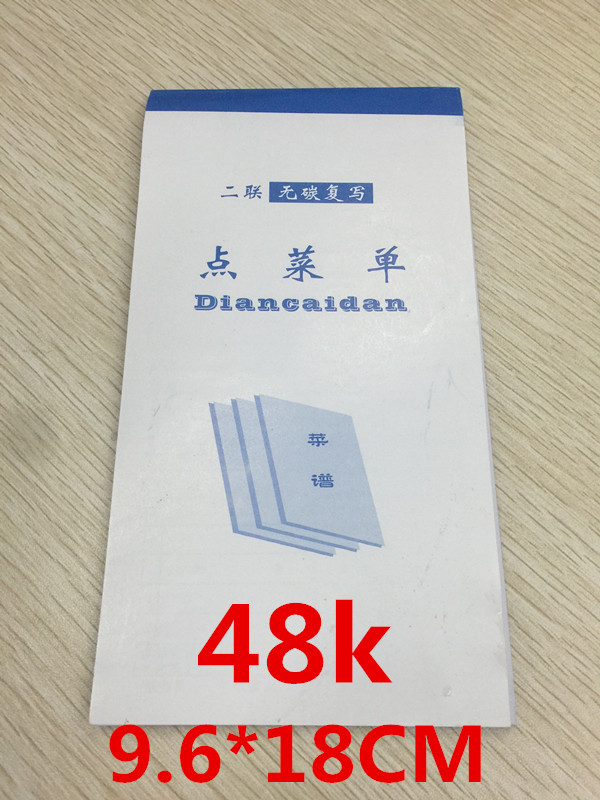 二联 无碳复写
点菜单
Diancaidan
菜
谱
48k
9.6*18CM